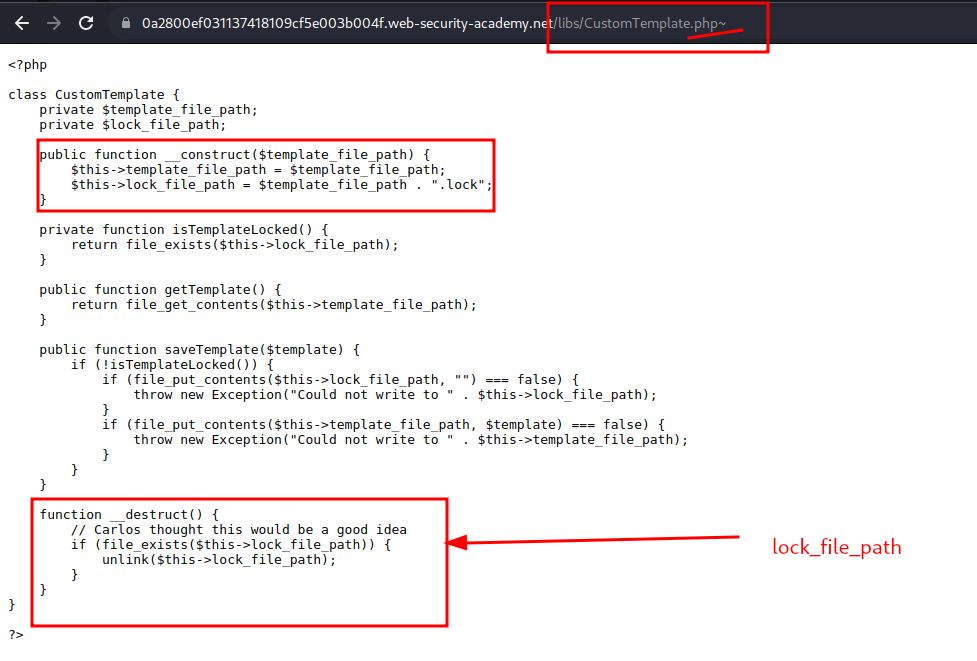 0a2800ef031137418109cf5e003b004f.web-security-academy.net/libs/CustomTemplate.php~
<?php
class CustomTemplate {
    private $template_file_path;
    private $lock_file_path;
    public function __construct($template_file_path) {
        $this->template_file_path = $template_file_path;
        $this->lock_file_path = $template_file_path . ".lock";
    }
    private function isTemplateLocked() {
        return file_exists($this->lock_file_path);
    }
    public function getTemplate() {
        return file_get_contents($this->template_file_path);
    }
    public function saveTemplate($template) {
        if (!isTemplateLocked()) {
            if (file_put_contents($this->lock_file_path, "") === false) {
                throw new Exception("Could not write to " . $this->lock_file_path);
            }
            if (file_put_contents($this->template_file_path, $template) === false) {
                throw new Exception("Could not write to " . $this->template_file_path);
            }
        }
    }
    function __destruct() {
        // Carlos thought this would be a good idea
        if (file_exists($this->lock_file_path)) {
            unlink($this->lock_file_path);
        }
    }
}
lock_file_path
?>